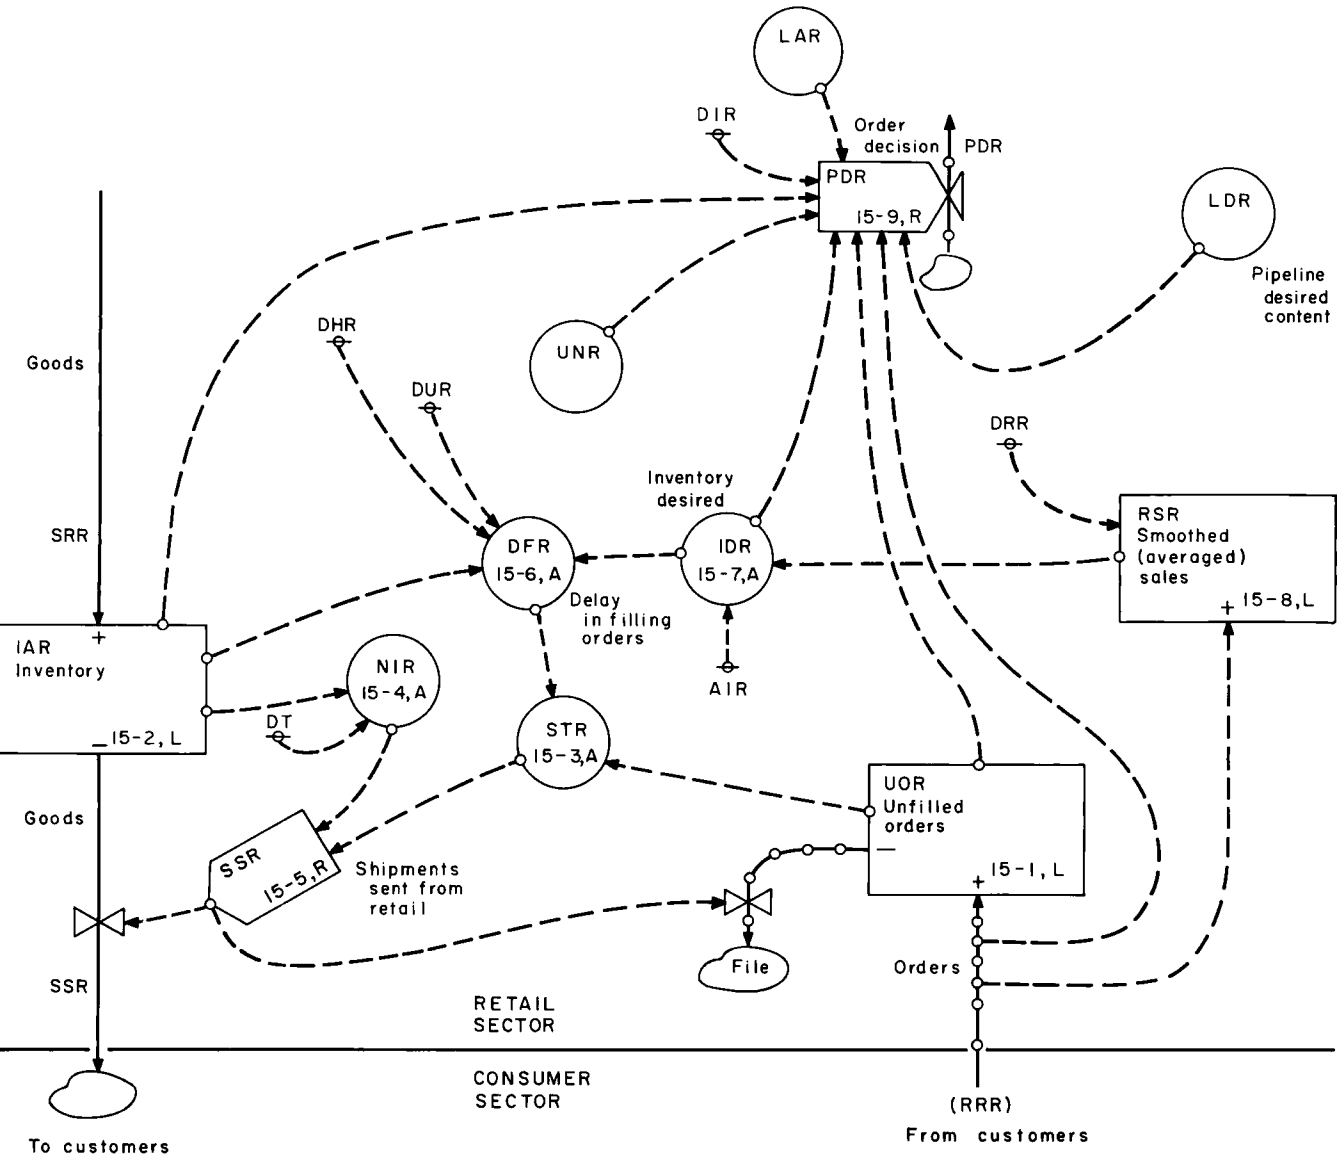 LAR
DIR
Order
decision
PDR
PDR
15-9, R
LDR
Pipeline
desired
content
DHR
UNR
Goods
DUR
DRR
Inventory
desired
SRR
RSR
Smoothed
(averaged)
sales
+ 15-8, L
DFR
15-6, A
IDR
15-7, A
Delay
in filling
orders
+
IAR
Inventory
– 15-2, L
NIR
15-4, A
AIR
DT
STR
15-3, A
UOR
Unfilled
orders
–
+ 15-1, L
Goods
SSR
15-5, R
Shipments
sent from
retail
File
Orders
SSR
RETAIL
SECTOR
CONSUMER
SECTOR
(RRR)
From customers
To customers